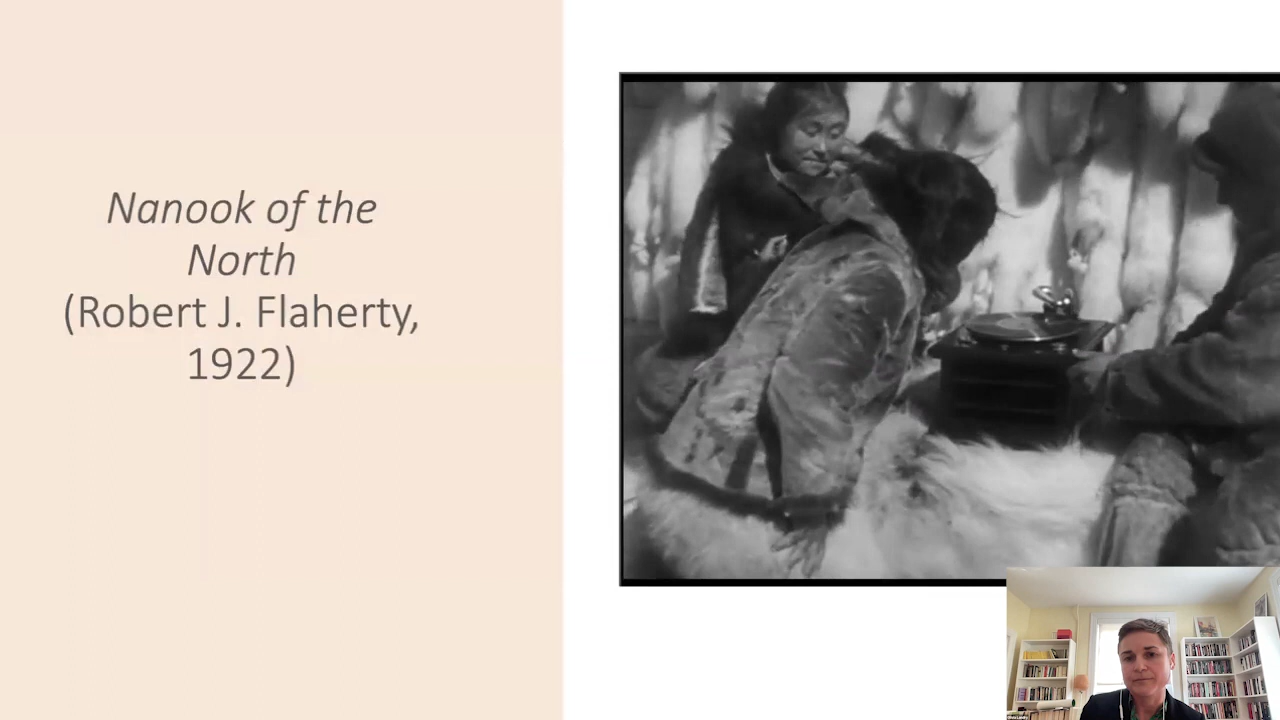 Nanook of the
North
(Robert J. Flaherty,
1922)